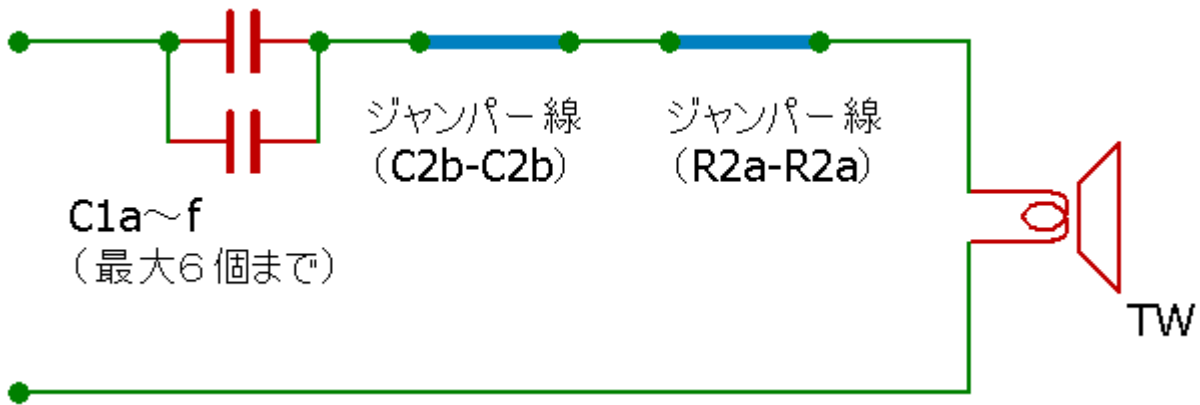 ジャンパー線
（C2b-C2b）
ジャンパー線
（R2a-R2a）
C1a～f
（最大６個まで）
TW